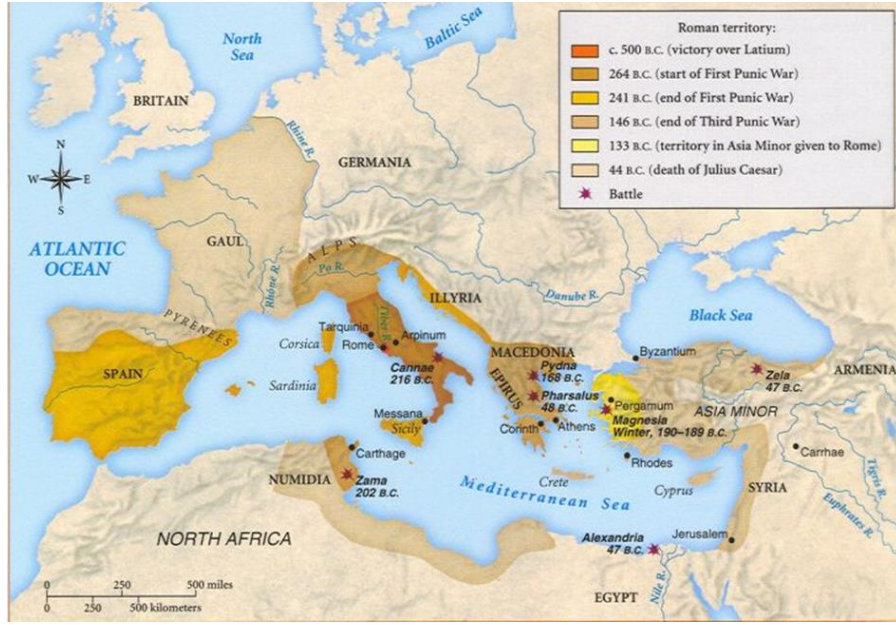 Roman territory:
c. 500 B.C. (victory over Latium)
264 B.C. (start of First Punic War)
241 B.C. (end of First Punic War)
146 B.C. (end of Third Punic War)
133 B.C. (territory in Asia Minor given to Rome)
44 B.C. (death of Julius Caesar)
Battle
North
Sea
Baltic Sea
BRITAIN
N
W
E
S
Rhine R.
GERMANIA
ATLANTIC
OCEAN
GAUL
ALPS
Po R.
Rhône R.
Danube R.
ILLYRIA
Black Sea
PYRENEES
Tiber R.
Tarquinia
Arpinum
Corsica
Rome
MACEDONIA
Byzantium
Cannae
216 B.C.
Pydna
168 B.C.
EPIRUS
Zela
47 B.C.
ARMENIA
SPAIN
Sardinia
Pharsalus
48 B.C.
Pergamum
ASIA MINOR
Magnesia
Winter, 190–189 B.C.
Messana
Sicily
Corinth
Athens
Carthage
Rhodes
Carrhae
Tigris R.
NUMIDIA
Zama
202 B.C.
Mediterranean Sea
Crete
Cyprus
SYRIA
Euphrates R.
NORTH AFRICA
Alexandria
47 B.C.
Jerusalem
0 250 500 miles
0 250 500 kilometers
EGYPT
Nile R.